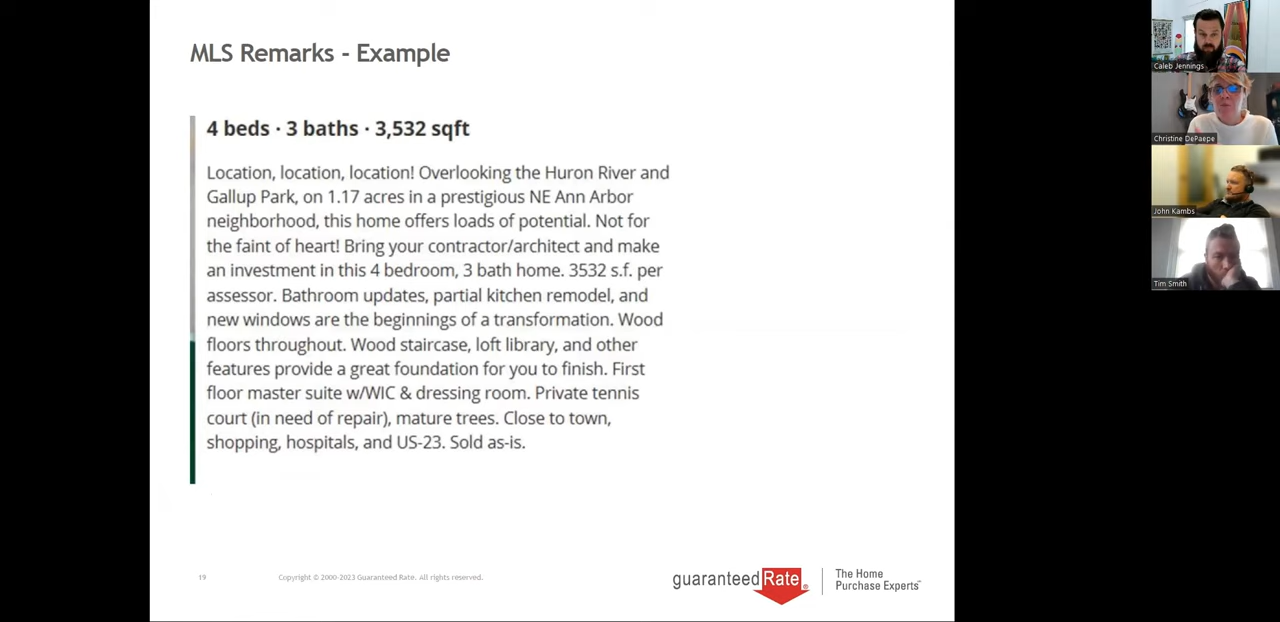 MLS Remarks - Example
4 beds · 3 baths · 3,532 sqft
Location, location, location! Overlooking the Huron River and
Gallup Park, on 1.17 acres in a prestigious NE Ann Arbor
neighborhood, this home offers loads of potential. Not for
the faint of heart! Bring your contractor/architect and make
an investment in this 4 bedroom, 3 bath home. 3532 s.f. per
assessor. Bathroom updates, partial kitchen remodel, and
new windows are the beginnings of a transformation. Wood
floors throughout. Wood staircase, loft library, and other
features provide a great foundation for you to finish. First
floor master suite w/WIC & dressing room. Private tennis
court (in need of repair), mature trees. Close to town,
shopping, hospitals, and US-23. Sold as-is.
19
Copyright © 2000-2023 Guaranteed Rate. All rights reserved.
guaranteed Rate®
The Home
Purchase Experts℠
Caleb Jennings
Christine DePaepe
John Kambs
Tim Smith